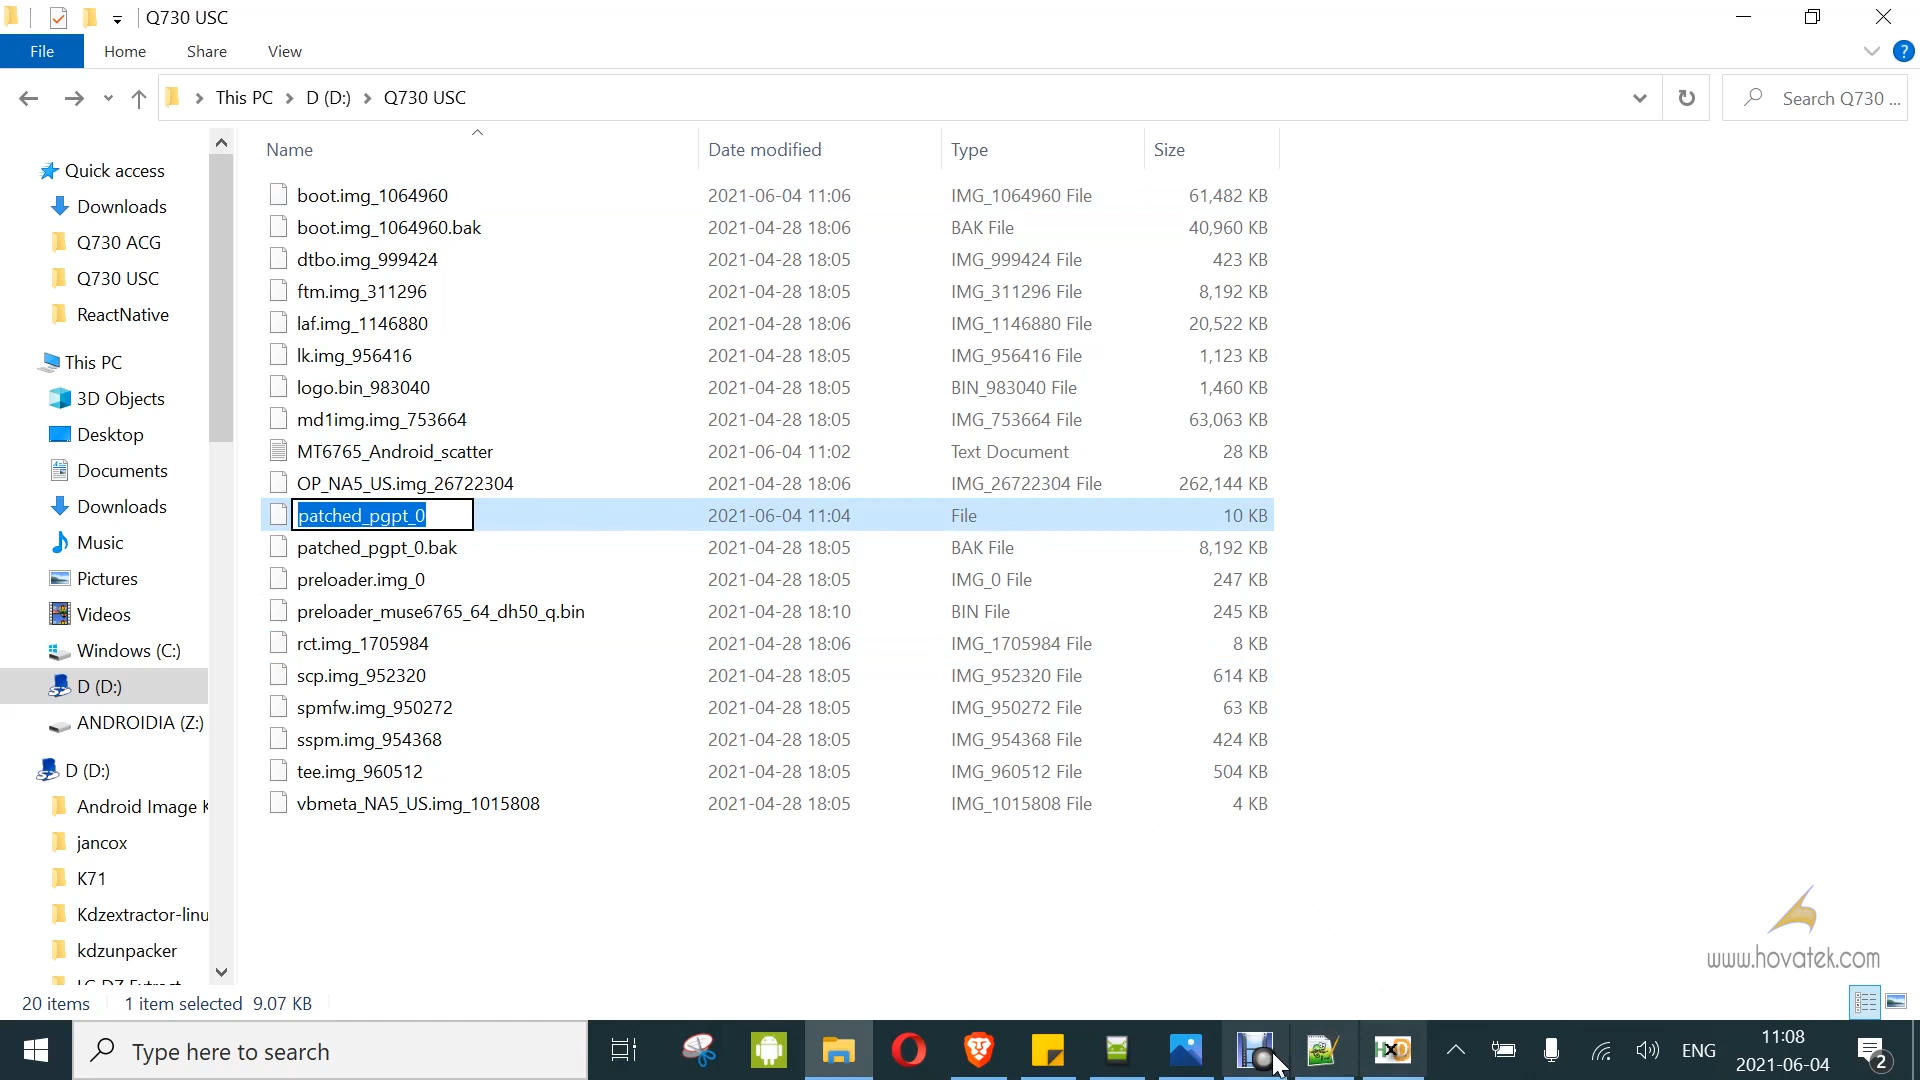 Q730 USC
File Home Share View
This PC D (D:) Q730 USC Search Q730 ...
Name Date modified Type Size
Quick access
Downloads
Q730 ACG
Q730 USC
ReactNative
This PC
3D Objects
Desktop
Documents
Downloads
Music
Pictures
Videos
Windows (C:)
D (D:)
ANDROIDIA (Z:)
D (D:)
Android Image K
jancox
K71
Kdzextractor-linu
kdzunpacker
boot.img_1064960 2021-06-04 11:06 IMG_1064960 File 61,482 KB
boot.img_1064960.bak 2021-04-28 18:06 BAK File 40,960 KB
dtbo.img_999424 2021-04-28 18:05 IMG_999424 File 423 KB
ftm.img_311296 2021-04-28 18:05 IMG_311296 File 8,192 KB
laf.img_1146880 2021-04-28 18:06 IMG_1146880 File 20,522 KB
lk.img_956416 2021-04-28 18:05 IMG_956416 File 1,123 KB
logo.bin_983040 2021-04-28 18:05 BIN_983040 File 1,460 KB
md1img.img_753664 2021-04-28 18:05 IMG_753664 File 63,063 KB
MT6765_Android_scatter 2021-06-04 11:02 Text Document 28 KB
OP_NA5_US.img_26722304 2021-04-28 18:06 IMG_26722304 File 262,144 KB
patched_pgpt_0 2021-06-04 11:04 File 10 KB
patched_pgpt_0.bak 2021-04-28 18:05 BAK File 8,192 KB
preloader.img_0 2021-04-28 18:05 IMG_0 File 247 KB
preloader_muse6765_64_dh50_q.bin 2021-04-28 18:10 BIN File 245 KB
rct.img_1705984 2021-04-28 18:06 IMG_1705984 File 8 KB
scp.img_952320 2021-04-28 18:05 IMG_952320 File 614 KB
spmfw.img_950272 2021-04-28 18:05 IMG_950272 File 63 KB
sspm.img_954368 2021-04-28 18:05 IMG_954368 File 424 KB
tee.img_960512 2021-04-28 18:05 IMG_960512 File 504 KB
vbmeta_NA5_US.img_1015808 2021-04-28 18:05 IMG_1015808 File 4 KB
www.hovatek.com
20 items 1 item selected 9.07 KB
Type here to search
HxD
ENG
11:08
2021-06-04
2